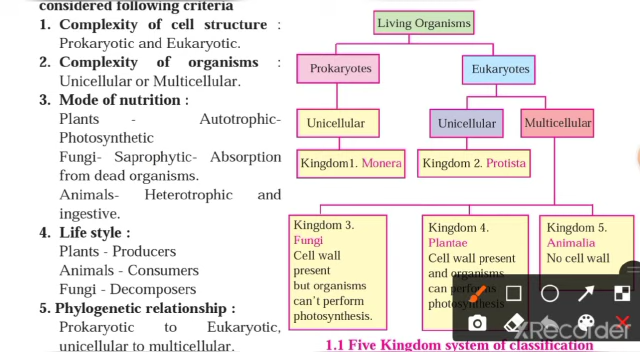 considered following criteria
1. Complexity of cell structure :
Prokaryotic and Eukaryotic.
2. Complexity of organisms :
Unicellular or Multicellular.
3. Mode of nutrition :
Plants - Autotrophic-
Photosynthetic
Fungi- Saprophytic- Absorption
from dead organisms.
Animals- Heterotrophic and
ingestive.
4. Life style :
Plants - Producers
Animals - Consumers
Fungi - Decomposers
5. Phylogenetic relationship :
Prokaryotic to Eukaryotic,
unicellular to multicellular.
Living Organisms
Prokaryotes
Eukaryotes
Unicellular
Unicellular
Multicellular
Kingdom1. Monera
Kingdom 2. Protista
Kingdom 3.
Fungi
Cell wall
present
but organisms
can't perform
photosynthesis.
Kingdom 4.
Plantae
Cell wall present
and organisms
can perform
photosynthesis
Kingdom 5.
Animalia
No cell wall
1.1 Five Kingdom system of classification
XRecorder